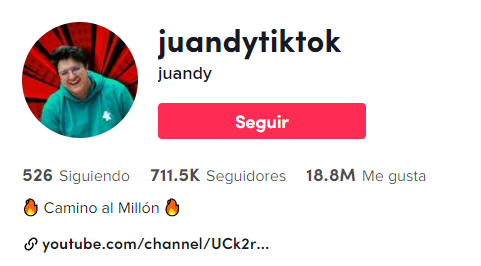 juandytiktok
juandy
Seguir
526 Siguiendo 711.5K Seguidores 18.8M Me gusta
🔥 Camino al Millón 🔥
youtube.com/channel/UCk2r...